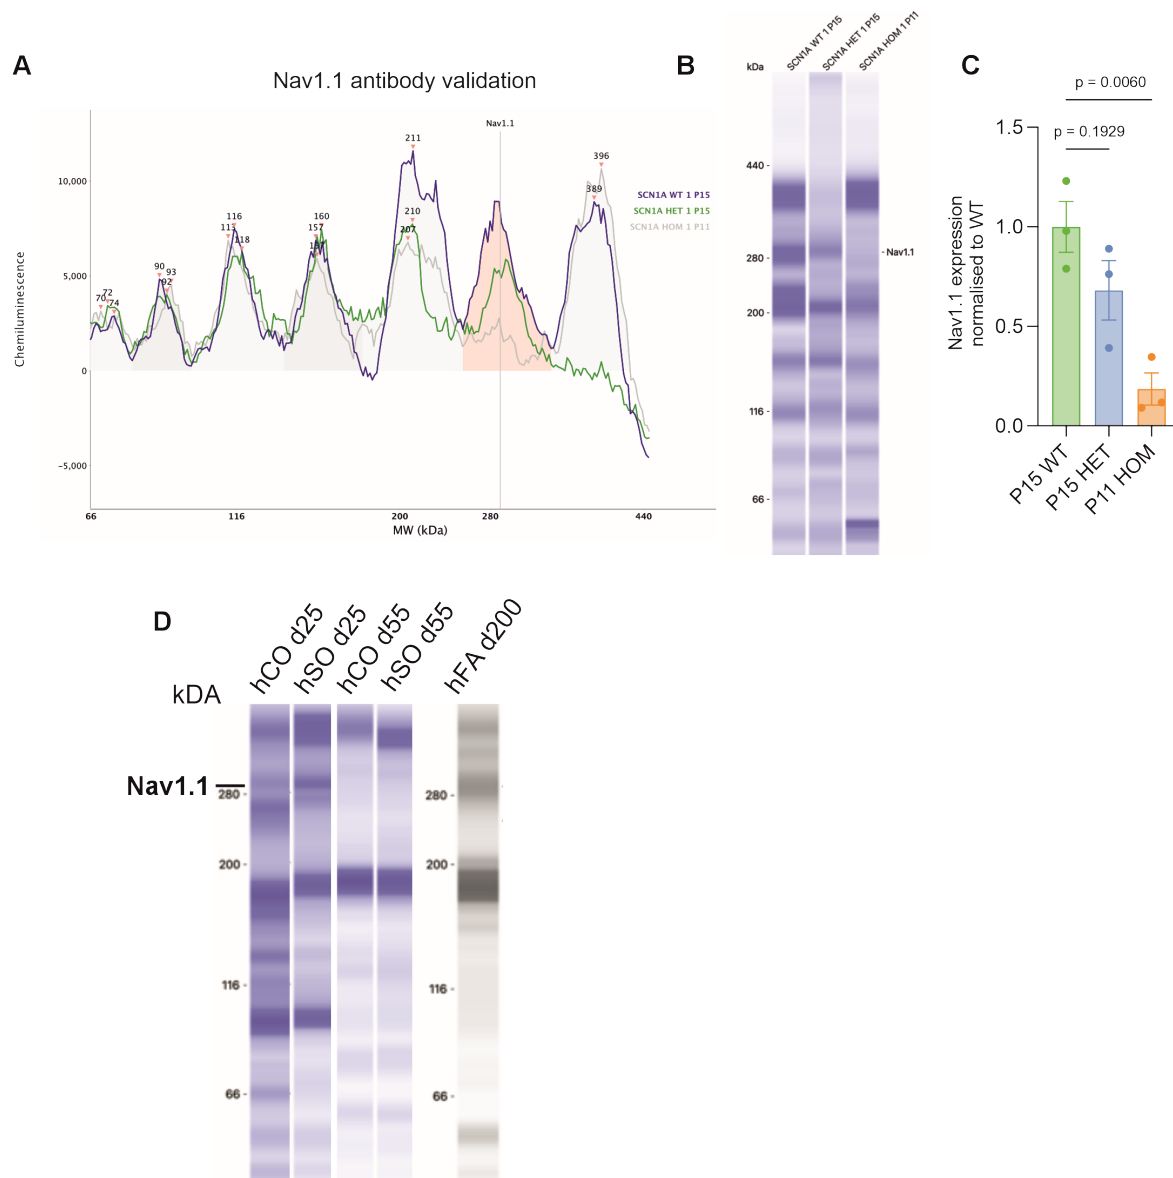 A
Nav1.1 antibody validation
Nav1.1
211
396
389
SCN1A WT 1 P15
SCN1A HET 1 P15
SCN1A HOM 1 P11
210
207
160
157
116
118
90
93
92
72
70
74
10,000
5,000
0
−5,000
Chemiluminescence
66
116
200
280
440
MW (kDa)
B
kDa
SCN1A WT 1 P15
SCN1A HET 1 P15
SCN1A HOM 1 P11
440 -
280 -
- Nav1.1
200 -
116 -
66 -
C
p = 0.0060
p = 0.1929
1.5
1.0
0.5
0.0
Nav1.1 expression
normalised to WT
P15 WT
P15 HET
P11 HOM
D
kDA
hCO d25
hSO d25
hCO d55
hSO d55
hFA d200
Nav1.1
280 -
200 -
116 -
66 -
280 -
200 -
116 -
66 -